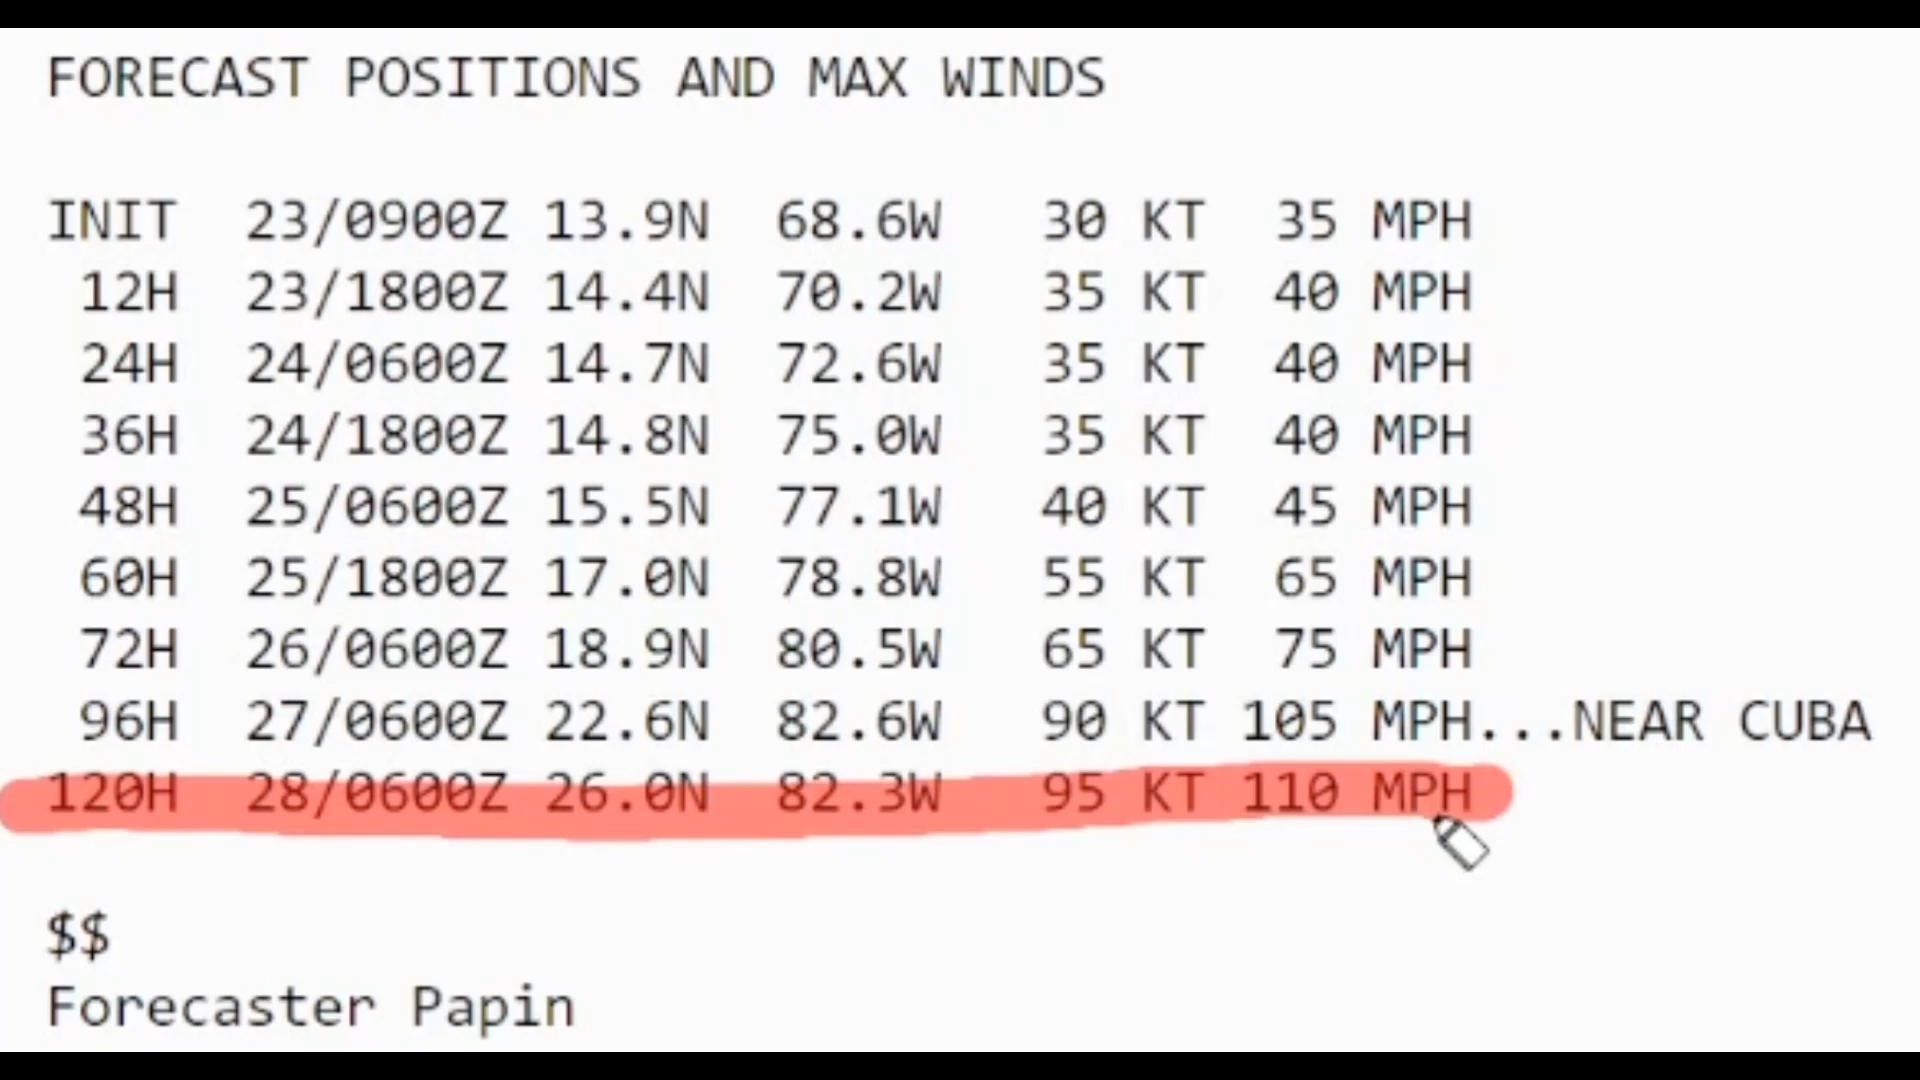 FORECAST POSITIONS AND MAX WINDS
INIT 23/0900Z 13.9N 68.6W 30 KT 35 MPH
12H 23/1800Z 14.4N 70.2W 35 KT 40 MPH
24H 24/0600Z 14.7N 72.6W 35 KT 40 MPH
36H 24/1800Z 14.8N 75.0W 35 KT 40 MPH
48H 25/0600Z 15.5N 77.1W 40 KT 45 MPH
60H 25/1800Z 17.0N 78.8W 55 KT 65 MPH
72H 26/0600Z 18.9N 80.5W 65 KT 75 MPH
96H 27/0600Z 22.6N 82.6W 90 KT 105 MPH...NEAR CUBA
120H 28/0600Z 26.0N 82.3W 95 KT 110 MPH
$$
Forecaster Papin